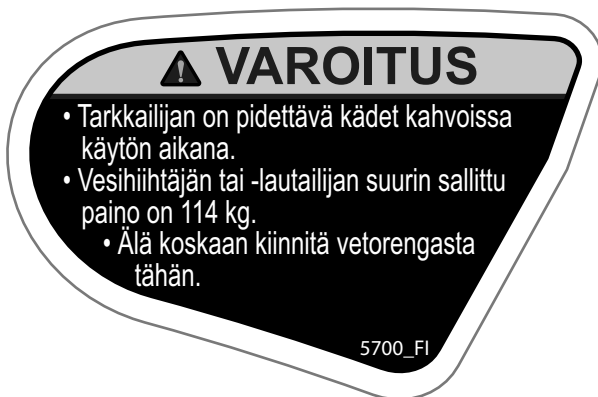 VAROITUS
• Tarkkailijan on pidettävä kädet kahvoissa
käytön aikana.
• Vesihiihtäjän tai -lautailijan suurin sallittu
paino on 114 kg.
• Älä koskaan kiinnitä vetorengasta
tähän.
5700_FI